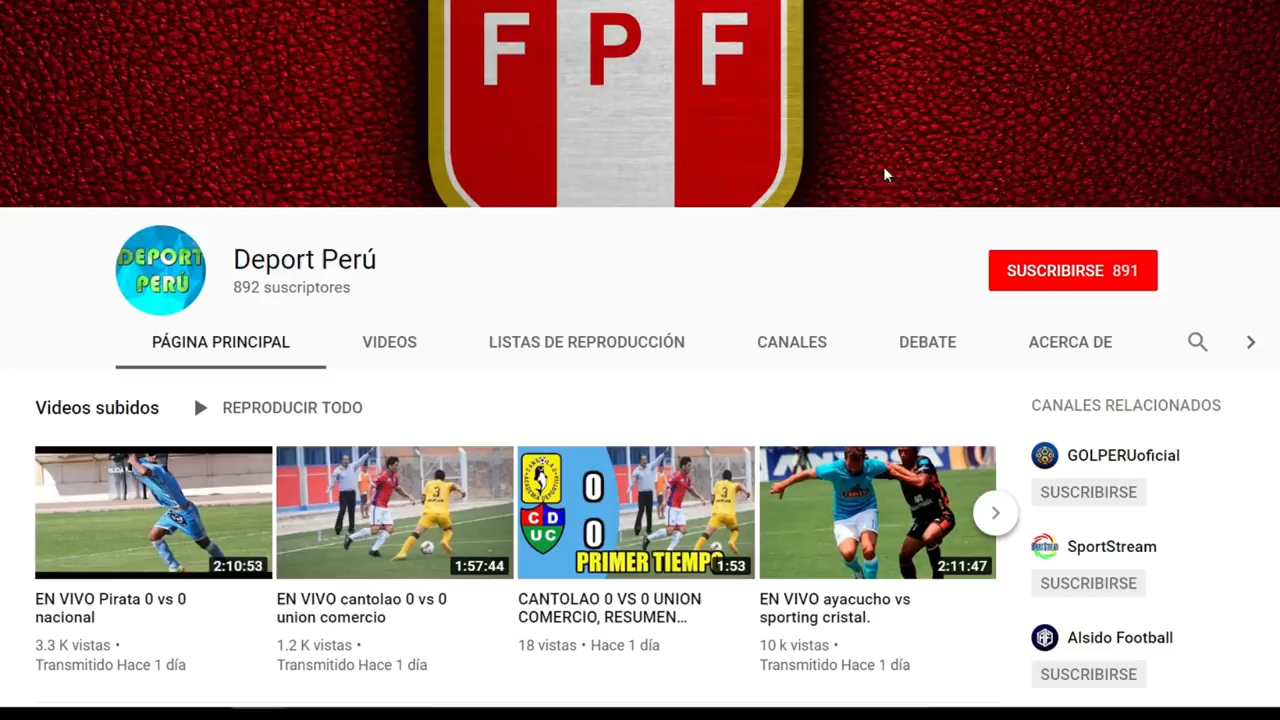 F P F
DEPORT
PERÚ
Deport Perú
892 suscriptores
SUSCRIBIRSE 891
PÁGINA PRINCIPAL VIDEOS LISTAS DE REPRODUCCIÓN CANALES DEBATE ACERCA DE
Videos subidos REPRODUCIR TODO
2:10:53
EN VIVO Pirata 0 vs 0
nacional
3.3 K vistas •
Transmitido Hace 1 día
1:57:44
EN VIVO cantolao 0 vs 0
union comercio
1.2 K vistas •
Transmitido Hace 1 día
0
0
C D
U C
PRIMER TIEMPO
1:53
CANTOLAO 0 VS 0 UNION
COMERCIO, RESUMEN...
18 vistas • Hace 1 día
2:11:47
EN VIVO ayacucho vs
sporting cristal.
10 k vistas •
Transmitido Hace 1 día
CANALES RELACIONADOS
GOLPERUoficial
SUSCRIBIRSE
SportStream
SUSCRIBIRSE
Alsido Football
SUSCRIBIRSE